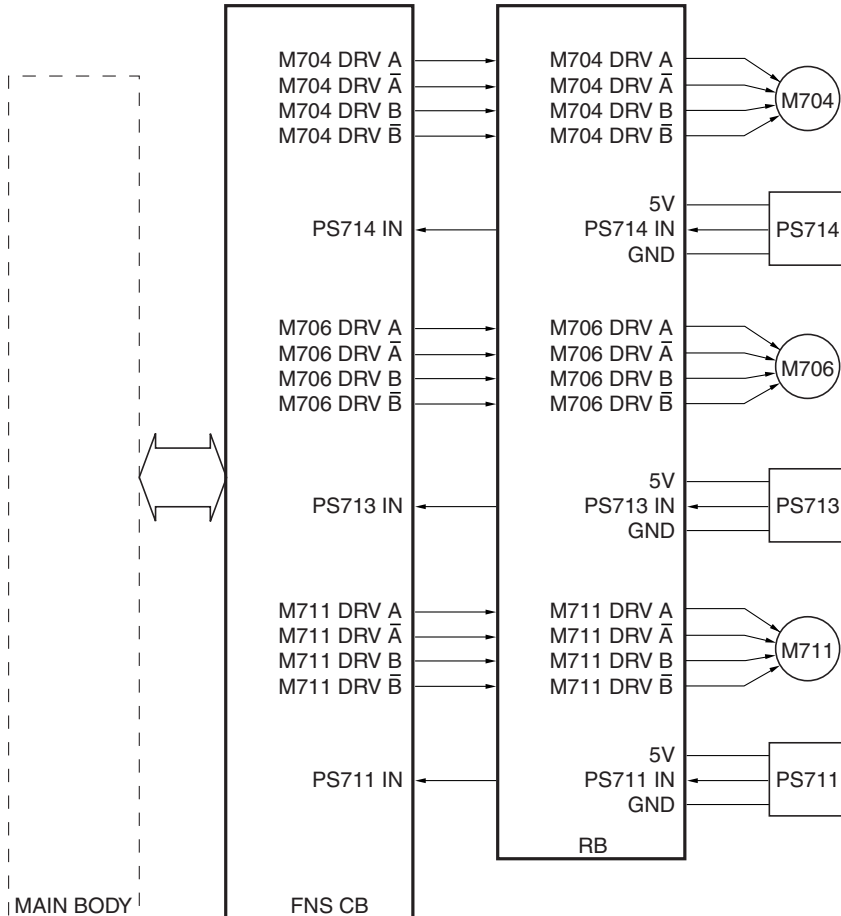 M704 DRV A M704 DRV A
M704 DRV A̅ M704 DRV A̅ M704
M704 DRV B M704 DRV B
M704 DRV B̅ M704 DRV B̅
5V
PS714 IN PS714 IN PS714
GND
M706 DRV A M706 DRV A
M706 DRV A̅ M706 DRV A̅ M706
M706 DRV B M706 DRV B
M706 DRV B̅ M706 DRV B̅
5V
PS713 IN PS713 IN PS713
GND
M711 DRV A M711 DRV A
M711 DRV A̅ M711 DRV A̅ M711
M711 DRV B M711 DRV B
M711 DRV B̅ M711 DRV B̅
5V
PS711 IN PS711 IN PS711
GND
RB
MAIN BODY FNS CB